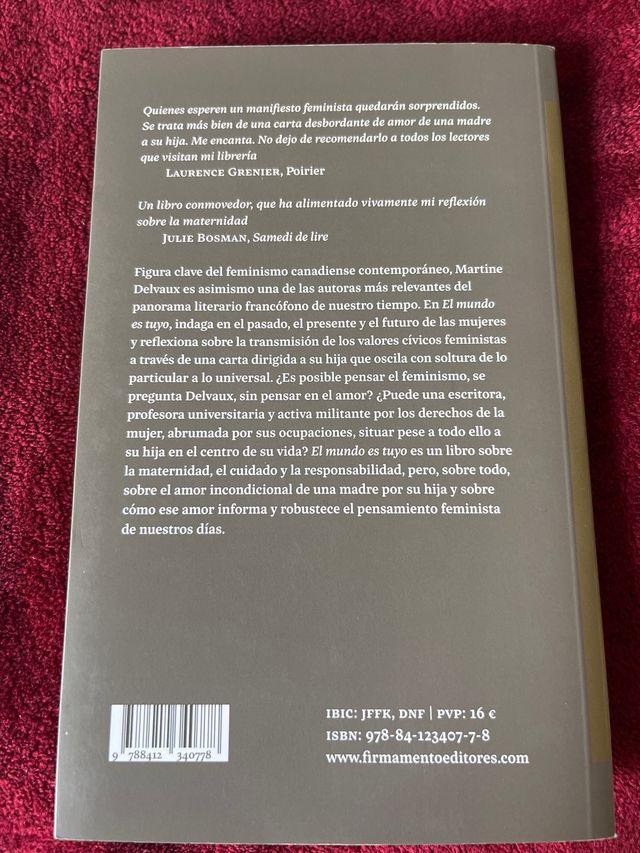 Quienes esperen un manifiesto feminista quedarán sorprendidos.
Se trata más bien de una carta desbordante de amor de una madre
a su hija. Me encanta. No dejo de recomendarlo a todos los lectores
que visitan mi librería
Laurence Grenier, Poirier
Un libro conmovedor, que ha alimentado vivamente mi reflexión
sobre la maternidad
Julie Bosman, Samedi de lire
Figura clave del feminismo canadiense contemporáneo, Martine
Delvaux es asimismo una de las autoras más relevantes del
panorama literario francófono de nuestro tiempo. En El mundo
es tuyo, indaga en el pasado, el presente y el futuro de las mujeres
y reflexiona sobre la transmisión de los valores cívicos feministas
a través de una carta dirigida a su hija que oscila con soltura de lo
particular a lo universal. ¿Es posible pensar el feminismo, se
pregunta Delvaux, sin pensar en el amor? ¿Puede una escritora,
profesora universitaria y activa militante por los derechos de la
mujer, abrumada por sus ocupaciones, situar pese a todo ello a
su hija en el centro de su vida? El mundo es tuyo es un libro sobre
la maternidad, el cuidado y la responsabilidad, pero, sobre todo,
sobre el amor incondicional de una madre por su hija y sobre
cómo ese amor informa y robustece el pensamiento feminista
de nuestros días.
9 788412 340778
IBIC: JFFK, DNF | PVP: 16 €
ISBN: 978-84-123407-7-8
www.firmamentoeditores.com